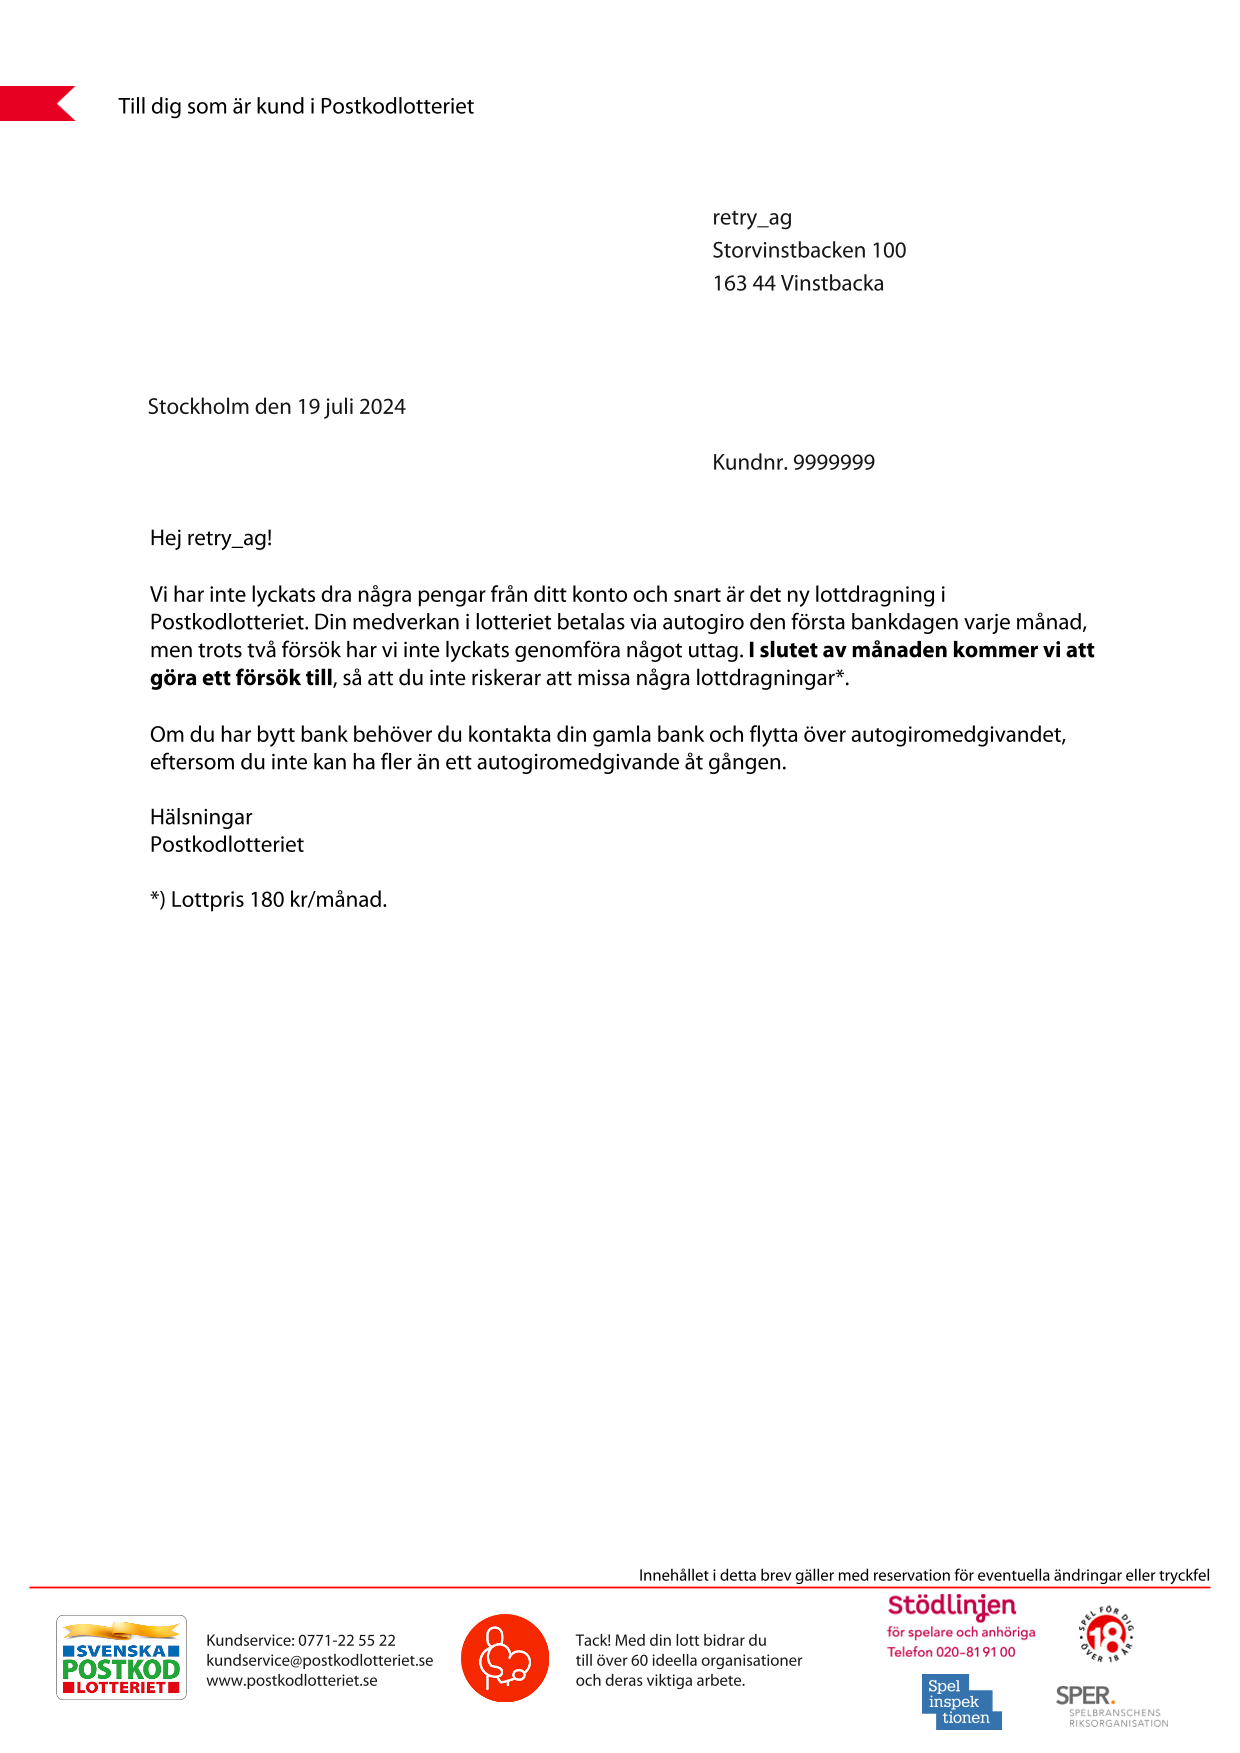 Till dig som är kund i Postkodlotteriet
retry_ag
Storvinstbacken 100
163 44 Vinstbacka
Stockholm den 19 juli 2024
Kundnr. 9999999
Hej retry_ag!
Vi har inte lyckats dra några pengar från ditt konto och snart är det ny lottdragning i
Postkodlotteriet. Din medverkan i lotteriet betalas via autogiro den första bankdagen varje månad,
men trots två försök har vi inte lyckats genomföra något uttag. I slutet av månaden kommer vi att
göra ett försök till, så att du inte riskerar att missa några lottdragningar*.
Om du har bytt bank behöver du kontakta din gamla bank och flytta över autogiromedgivandet,
eftersom du inte kan ha fler än ett autogiromedgivande åt gången.
Hälsningar
Postkodlotteriet
*) Lottpris 180 kr/månad.
Innehållet i detta brev gäller med reservation för eventuella ändringar eller tryckfel
SVENSKA
POSTKOD
LOTTERIET
Kundservice: 0771-22 55 22
kundservice@postkodlotteriet.se
www.postkodlotteriet.se
Tack! Med din lott bidrar du
till över 60 ideella organisationer
och deras viktiga arbete.
Stödlinjen
för spelare och anhöriga
Telefon 020-81 91 00
SPEL FÖR DIG
18
ÖVER 18 ÅR
Spel
inspek
tionen
SPER.
SPELBRANSCHENS
RIKSORGANISATION